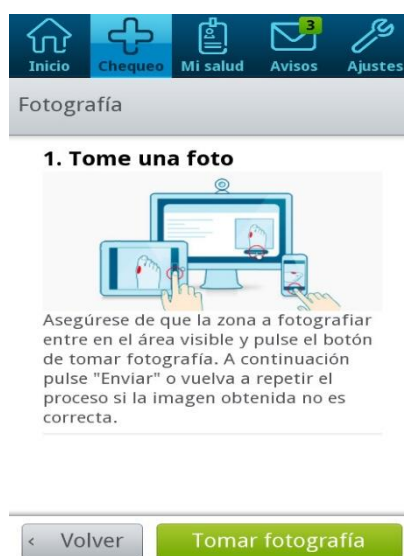 3
Inicio Chequeo Mi salud Avisos Ajustes
Fotografía
1. Tome una foto
Asegúrese de que la zona a fotografiar
entre en el área visible y pulse el botón
de tomar fotografía. A continuación
pulse "Enviar" o vuelva a repetir el
proceso si la imagen obtenida no es
correcta.
‹ Volver Tomar fotografía